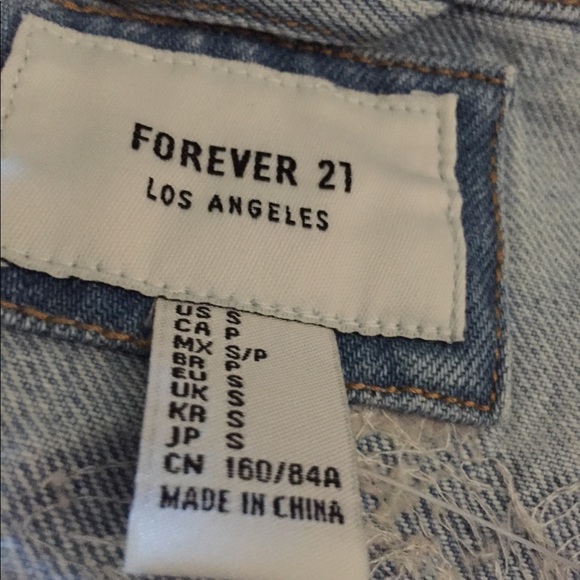 FOREVER 21
LOS ANGELES
US S
CA P
MX S/P
BR P
EU S
UK S
KR S
JP S
CN 160/84A
MADE IN CHINA